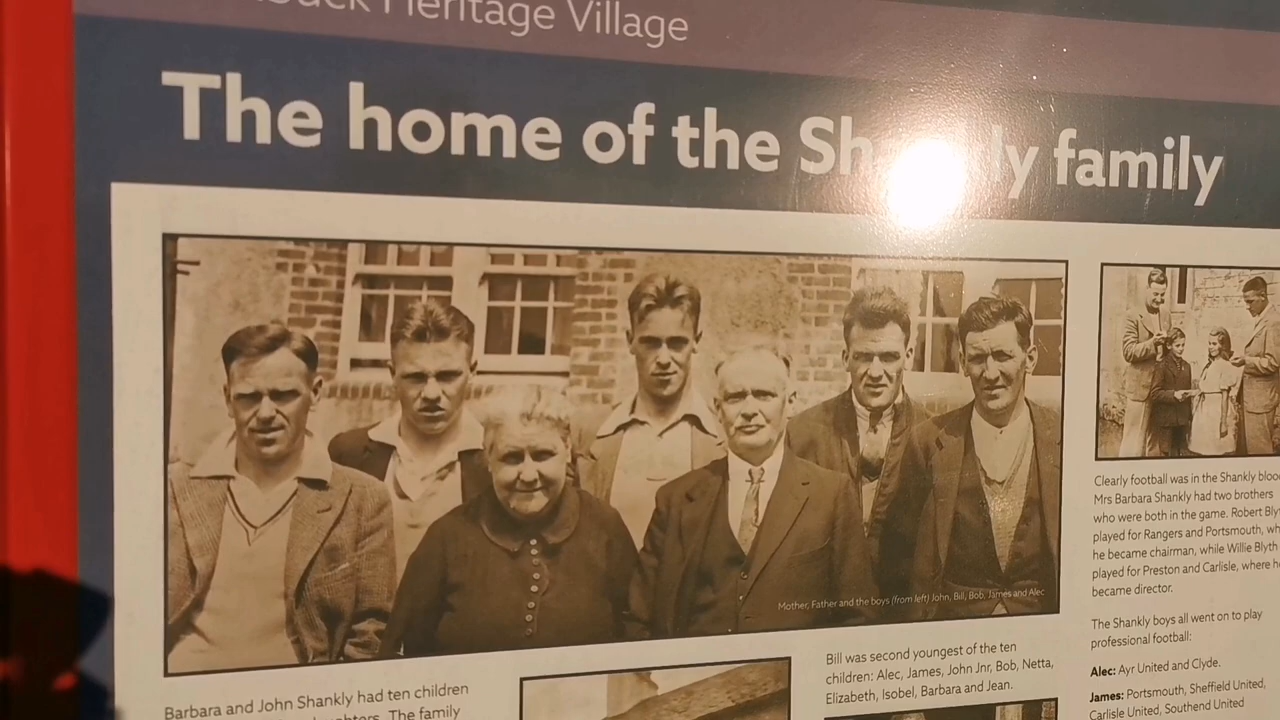 Heritage Village
The home of the Sh ly family
Mother, Father and the boys (from left) John, Bill, Bob, James and Alec
Barbara and John Shankly had ten children
The family
Bill was second youngest of the ten
children: Alec, James, John Jnr, Bob, Netta,
Elizabeth, Isobel, Barbara and Jean.
Clearly football was in the Shankly
Mrs Barbara Shankly had two brothers
who were both in the game. Robert
played for Rangers and Portsmouth,
he became chairman, while Willie Blyth
played for Preston and Carlisle, where
became director.
The Shankly boys all went on to play
professional football:
Alec: Ayr United and Clyde.
James: Portsmouth, Sheffield United,
Carlisle United, Southend United